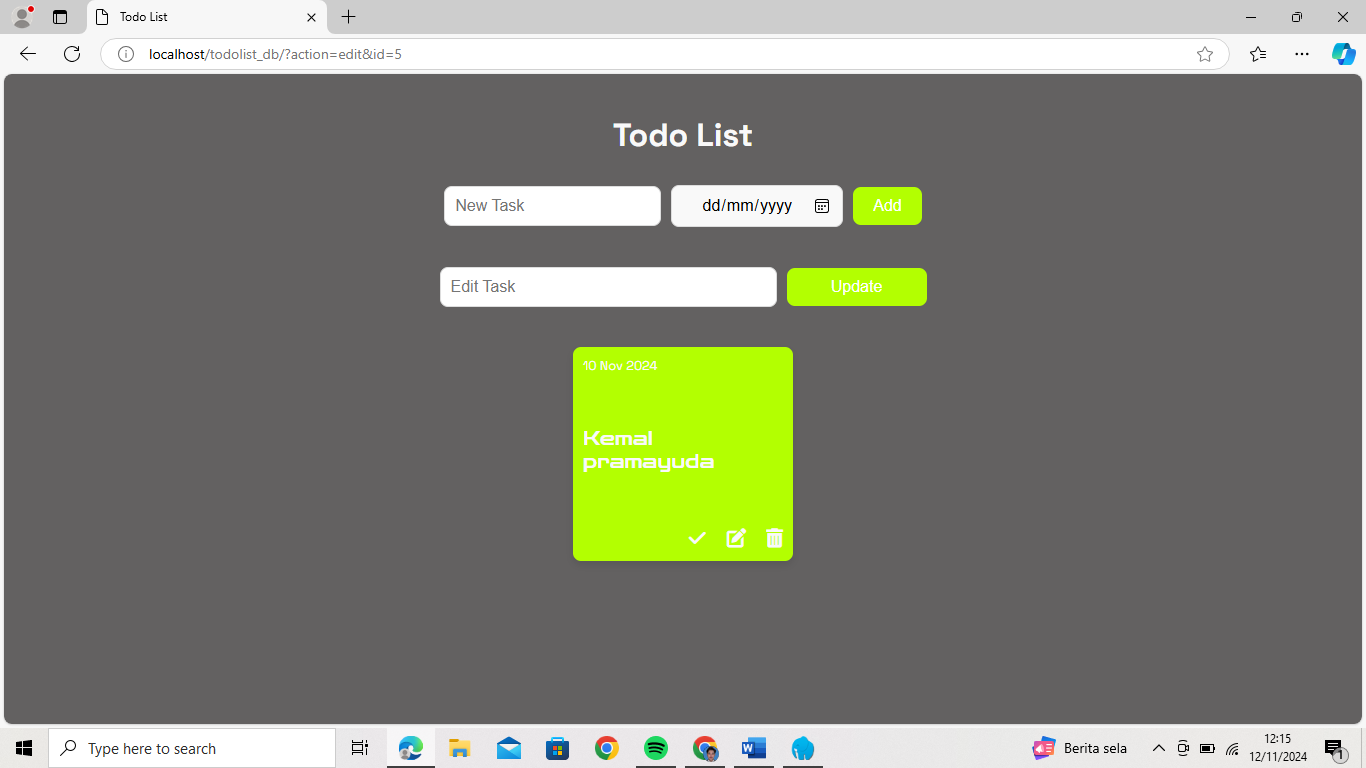 Todo List
localhost/todolist_db/?action=edit&id=5
Todo List
New Task
dd/mm/yyyy
Add
Edit Task
Update
10 Nov 2024
Kemal
pramayuda
Type here to search
Berita sela
12:15
12/11/2024
1